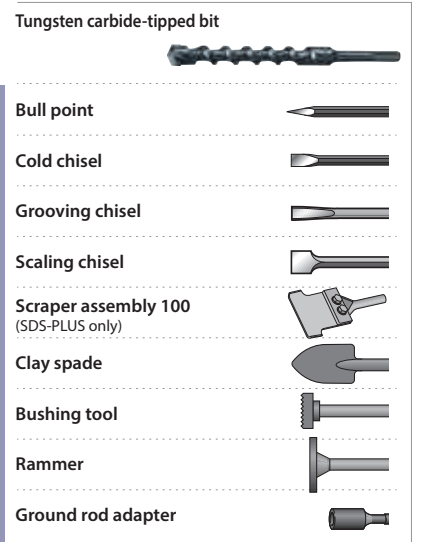 Tungsten carbide-tipped bit
Bull point
Cold chisel
Grooving chisel
Scaling chisel
Scraper assembly 100
(SDS-PLUS only)
Clay spade
Bushing tool
Rammer
Ground rod adapter